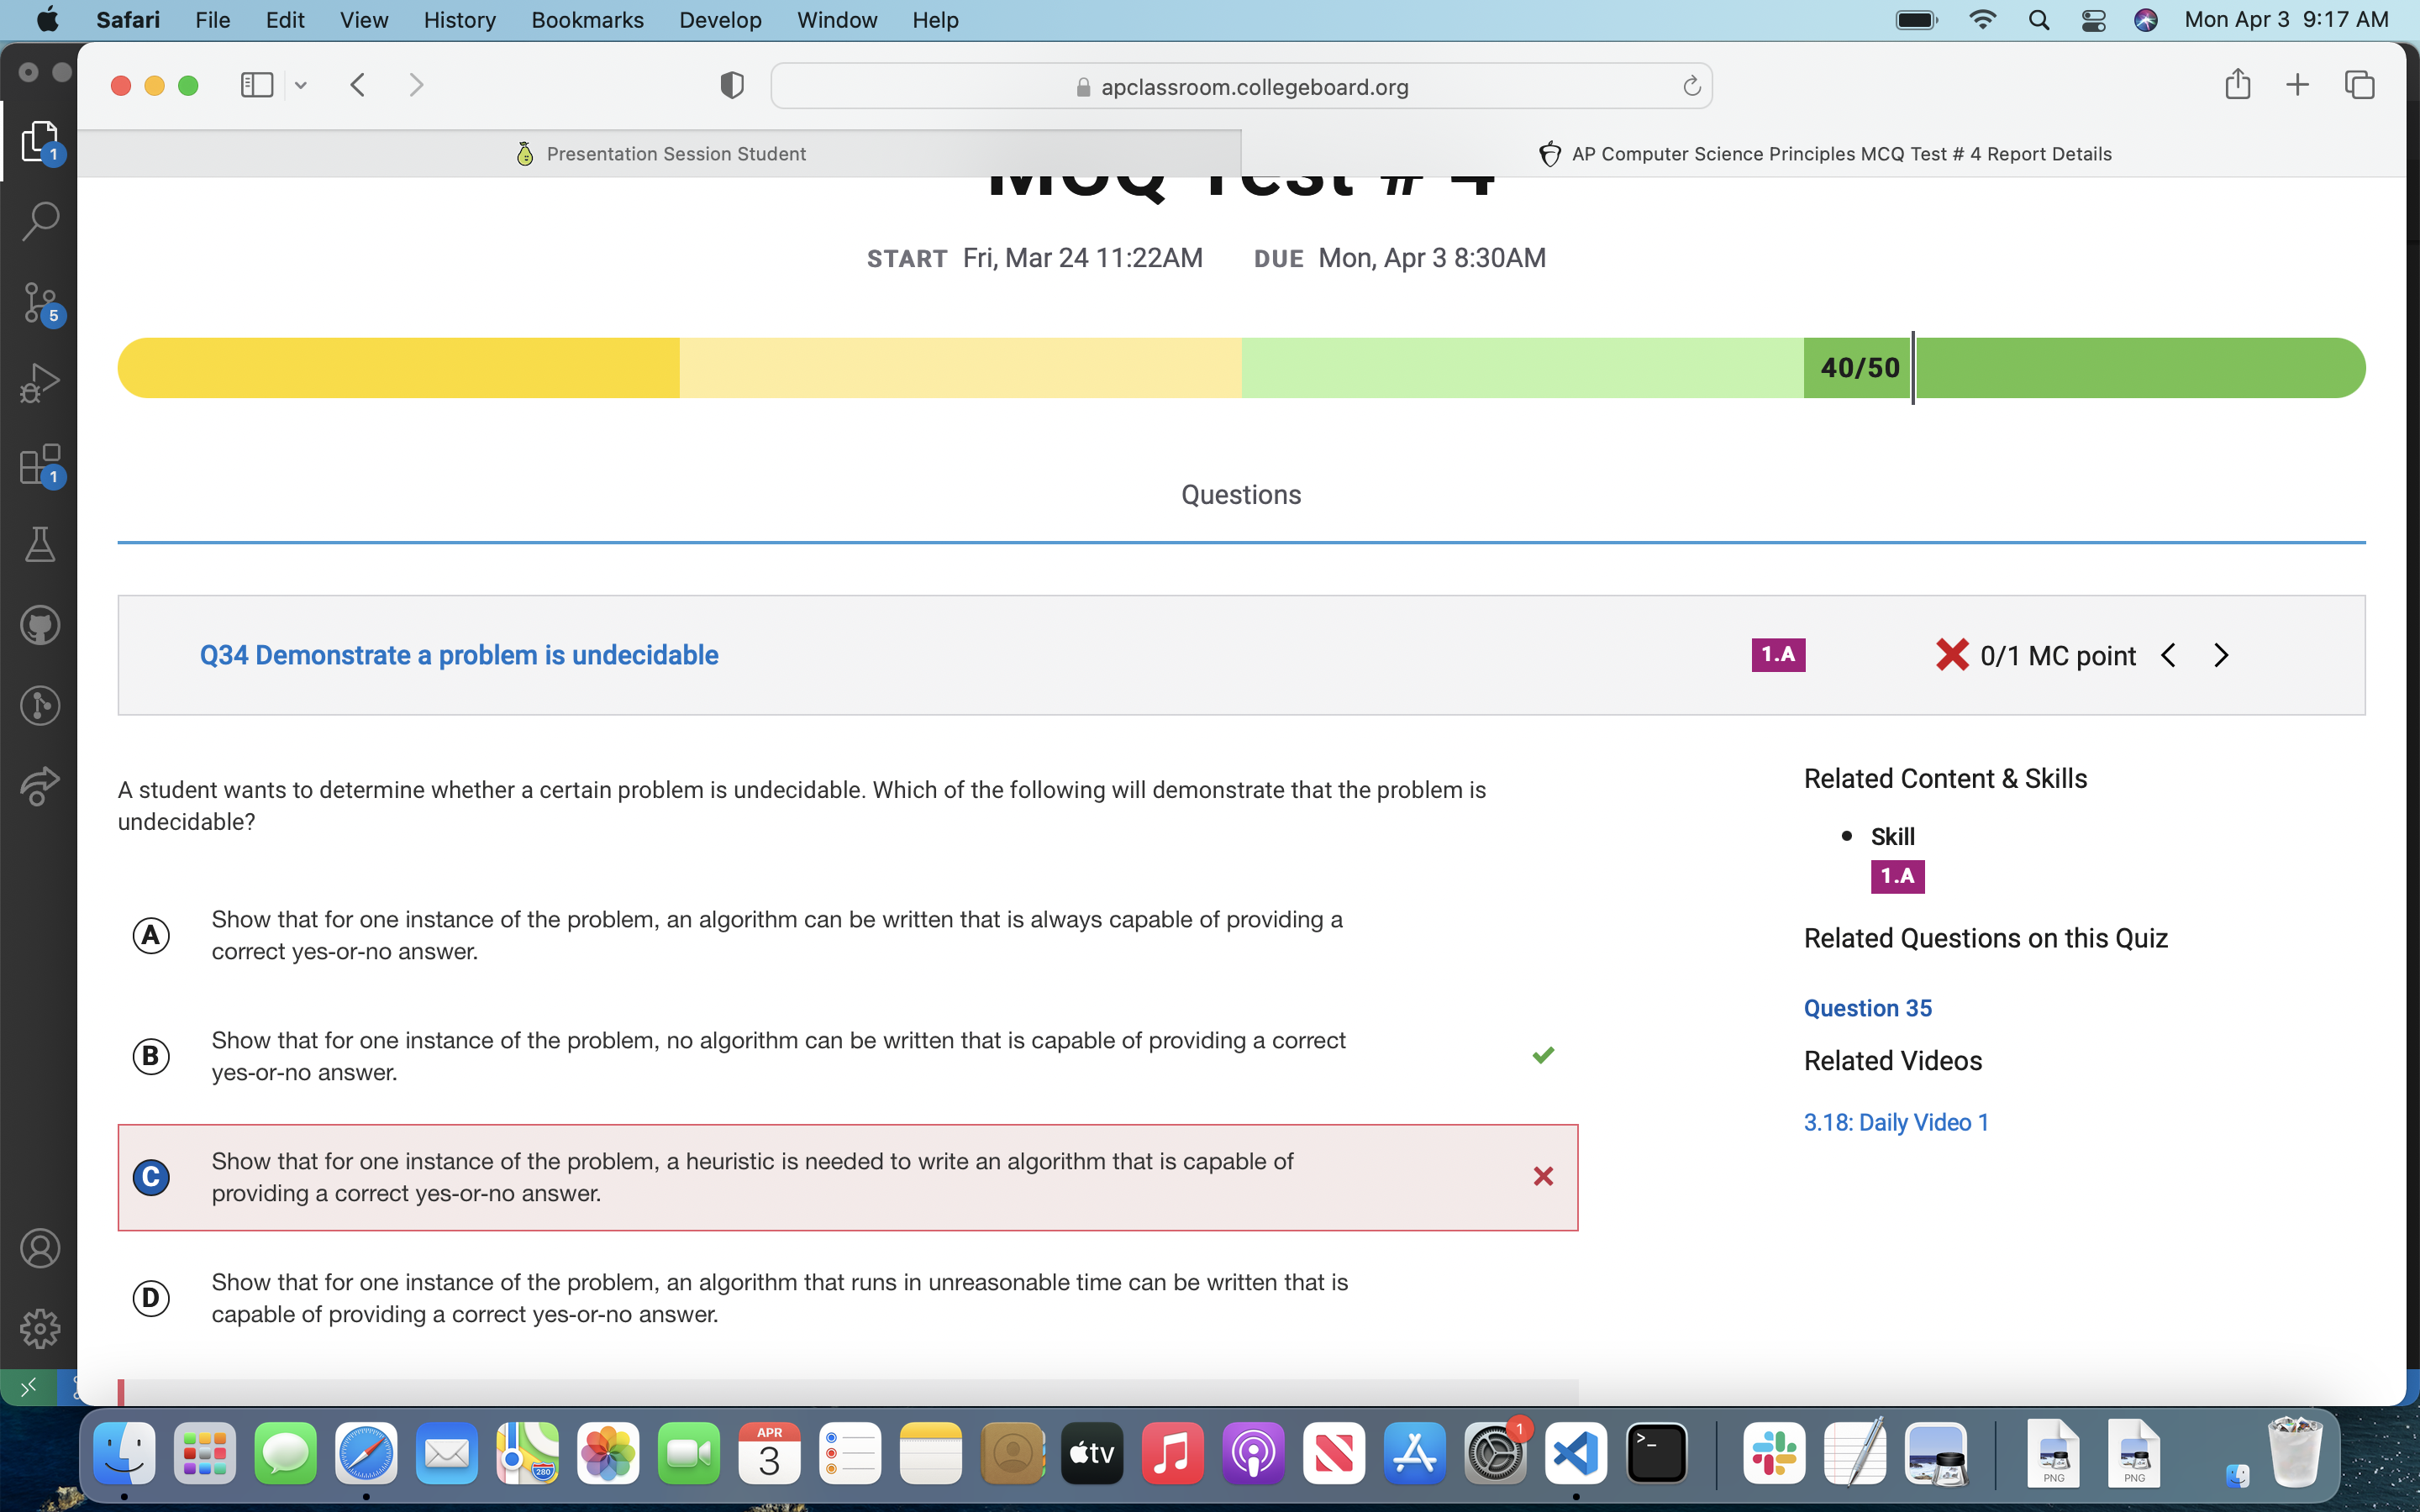 Safari File Edit View History Bookmarks Develop Window Help Mon Apr 3 9:17 AM
apclassroom.collegeboard.org
Presentation Session Student
AP Computer Science Principles MCQ Test # 4 Report Details
MCQ Test # 4
START Fri, Mar 24 11:22AM DUE Mon, Apr 3 8:30AM
40/50
Questions
Q34 Demonstrate a problem is undecidable
1.A
0/1 MC point
A student wants to determine whether a certain problem is undecidable. Which of the following will demonstrate that the problem is
undecidable?
A
Show that for one instance of the problem, an algorithm can be written that is always capable of providing a
correct yes-or-no answer.
B
Show that for one instance of the problem, no algorithm can be written that is capable of providing a correct
yes-or-no answer.
C
Show that for one instance of the problem, a heuristic is needed to write an algorithm that is capable of
providing a correct yes-or-no answer.
D
Show that for one instance of the problem, an algorithm that runs in unreasonable time can be written that is
capable of providing a correct yes-or-no answer.
Related Content & Skills
Skill
1.A
Related Questions on this Quiz
Question 35
Related Videos
3.18: Daily Video 1
1
5
1
280
APR
3
tv
1
>_
PNG
PNG